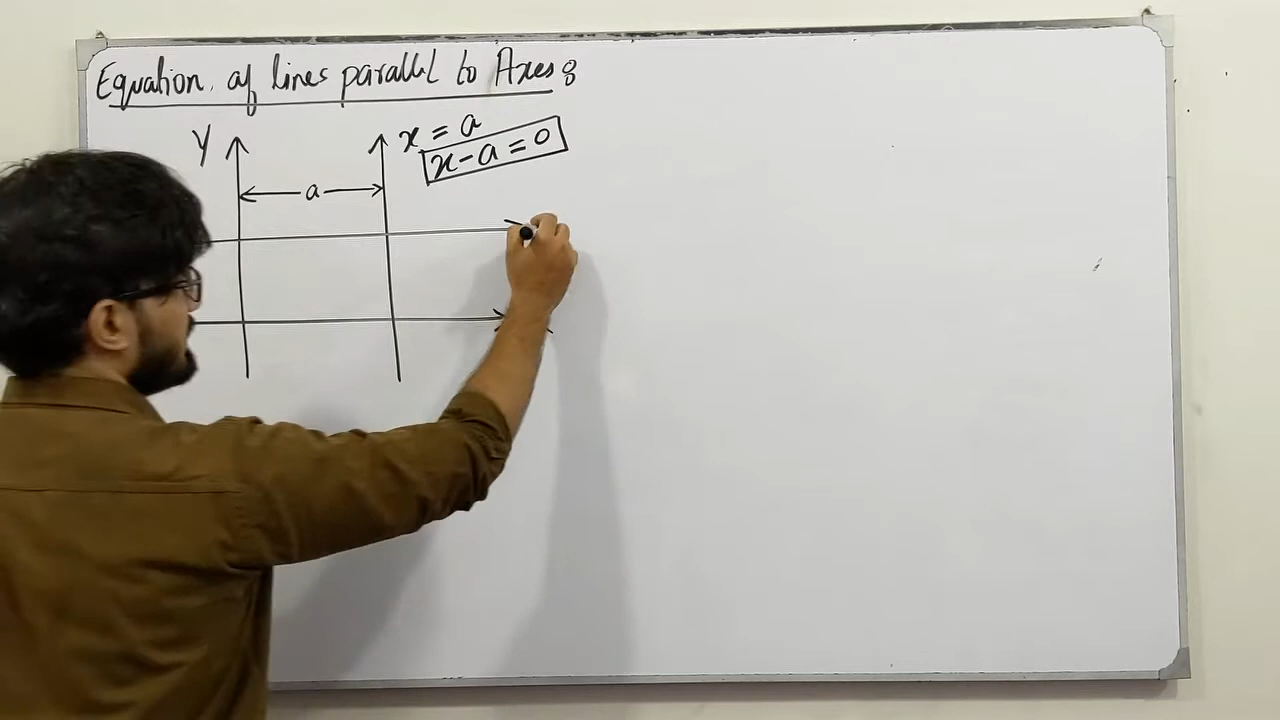 Equation of lines parallel to Axes :
Y
x = a
x - a = 0
a